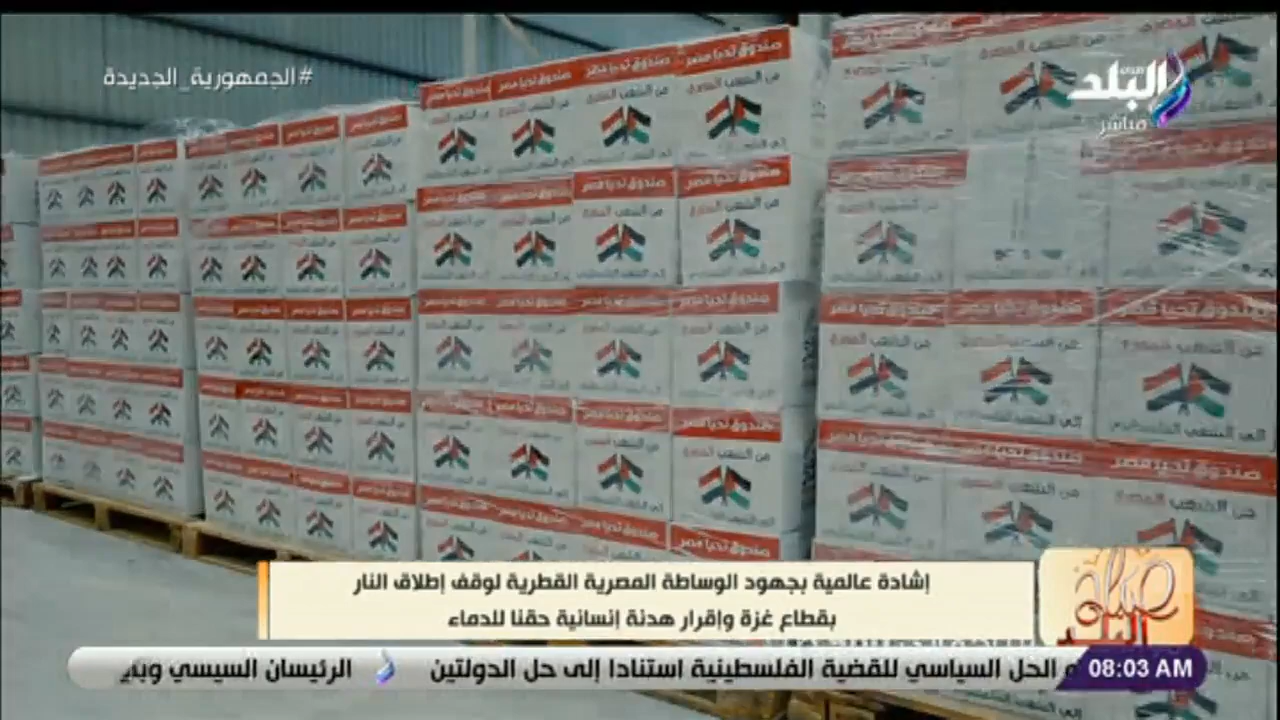 #الجمهورية_الجديدة
صدى
البلد
مباشر
صندوق تحيا مصر
من الشعب المصري
إلى الشعب الفلسطيني
إشادة عالمية بجهود الوساطة المصرية القطرية لوقف إطلاق النار
بقطاع غزة وإقرار هدنة إنسانية حقنا للدماء
صباح
البلد
الحل السياسي للقضية الفلسطينية استنادا إلى حل الدولتين الرئيسان السيسي
08:03 AM